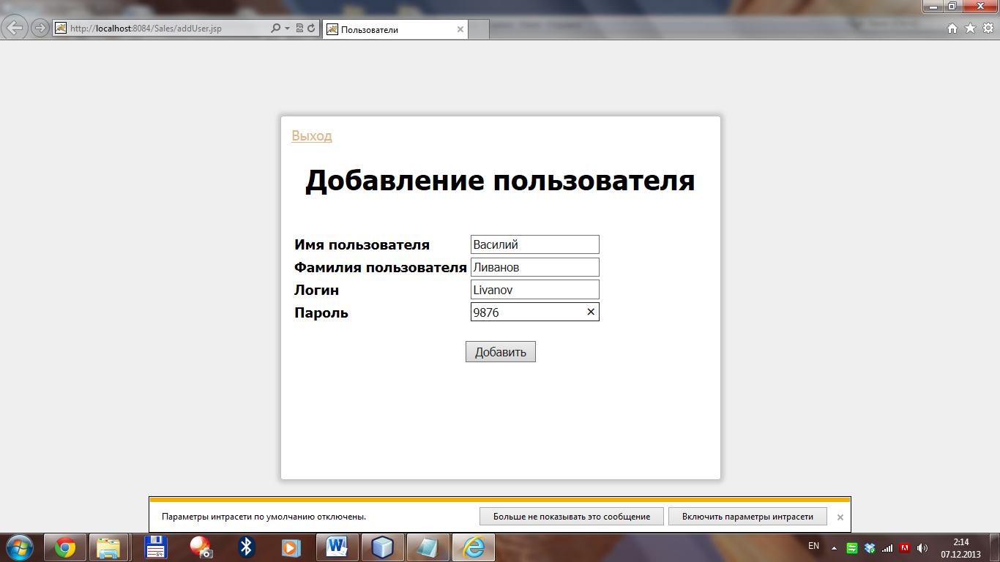 http://localhost:8084/Sales/addUser.jsp
Пользователи
Выход
Добавление пользователя
Имя пользователя Василий
Фамилия пользователя Ливанов
Логин Livanov
Пароль 9876
Добавить
Параметры интрасети по умолчанию отключены. Больше не показывать это сообщение Включить параметры интрасети
64
EN 2:14
07.12.2013